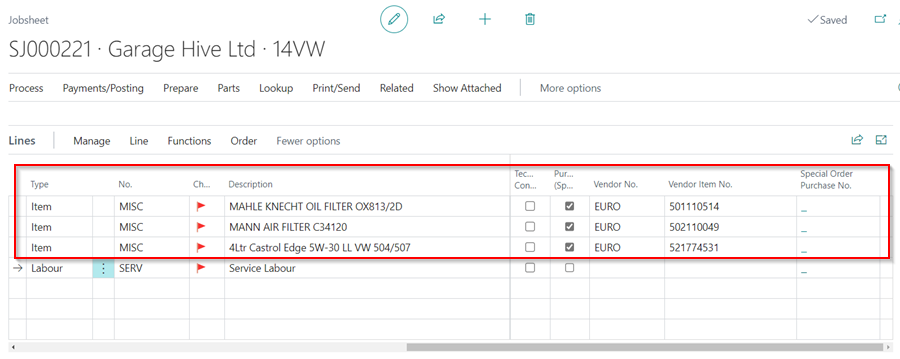 Jobsheet
Saved
SJ000221 · Garage Hive Ltd · 14VW
Process Payments/Posting Prepare Parts Lookup Print/Send Related Show Attached More options
Lines Manage Line Functions Order Fewer options
Type No. Ch... Description Tec... Con... Pur... (Sp... Vendor No. Vendor Item No. Special Order Purchase No.
Item MISC MAHLE KNECHT OIL FILTER OX813/2D EURO 501110514 _
Item MISC MANN AIR FILTER C34120 EURO 502110049 _
Item MISC 4Ltr Castrol Edge 5W-30 LL VW 504/507 EURO 521774531 _
Labour SERV Service Labour _